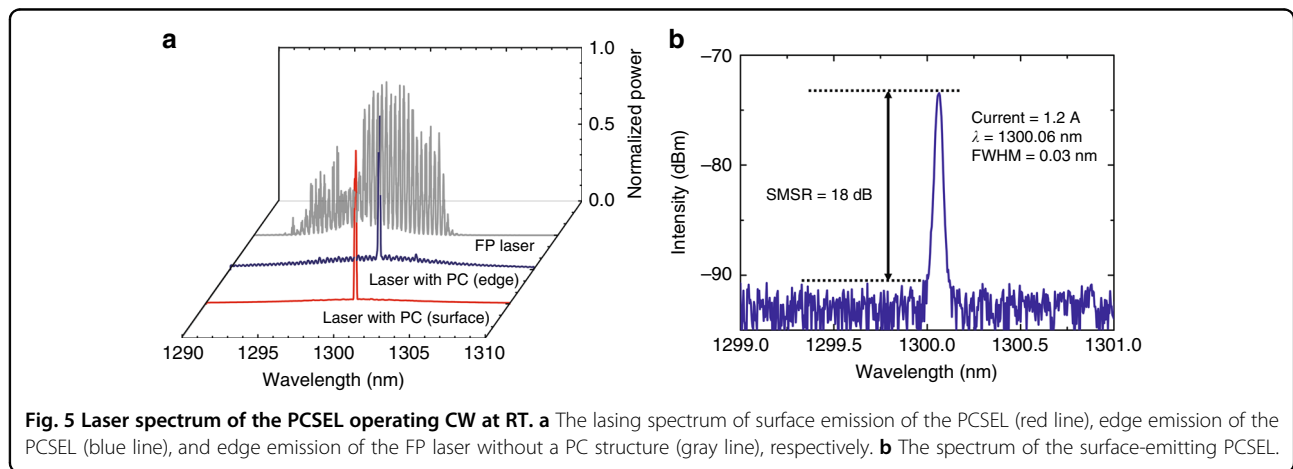 a
1.0
0.5
0.0
Normalized power
FP laser
Laser with PC (edge)
Laser with PC (surface)
1290 1295 1300 1305 1310
Wavelength (nm)
b
−70
−80
−90
Intensity (dBm)
Current = 1.2 A
λ = 1300.06 nm
FWHM = 0.03 nm
SMSR = 18 dB
1299.0 1299.5 1300.0 1300.5 1301.0
Wavelength (nm)
Fig. 5 Laser spectrum of the PCSEL operating CW at RT. a The lasing spectrum of surface emission of the PCSEL (red line), edge emission of the
PCSEL (blue line), and edge emission of the FP laser without a PC structure (gray line), respectively. b The spectrum of the surface-emitting PCSEL.